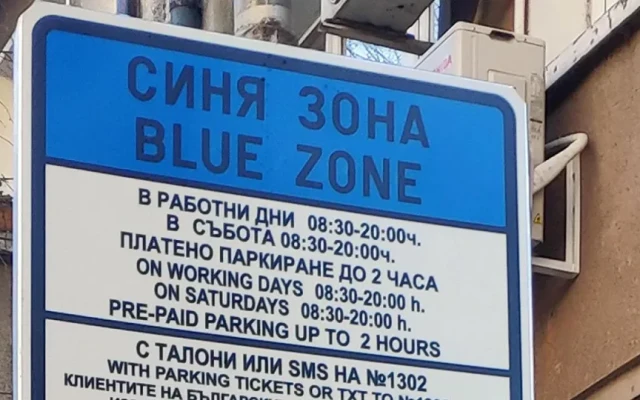 СИНЯ ЗОНА
BLUE ZONE
В РАБОТНИ ДНИ 08:30-20:00ч.
В СЪБОТА 08:30-20:00ч.
ПЛАТЕНО ПАРКИРАНЕ ДО 2 ЧАСА
ON WORKING DAYS 08:30-20:00 h.
ON SATURDAYS 08:30-20:00 h.
PRE-PAID PARKING UP TO 2 HOURS
С ТАЛОНИ ИЛИ SMS НА №1302
WITH PARKING TICKETS OR TXT TO
КЛИЕНТИТЕ НА